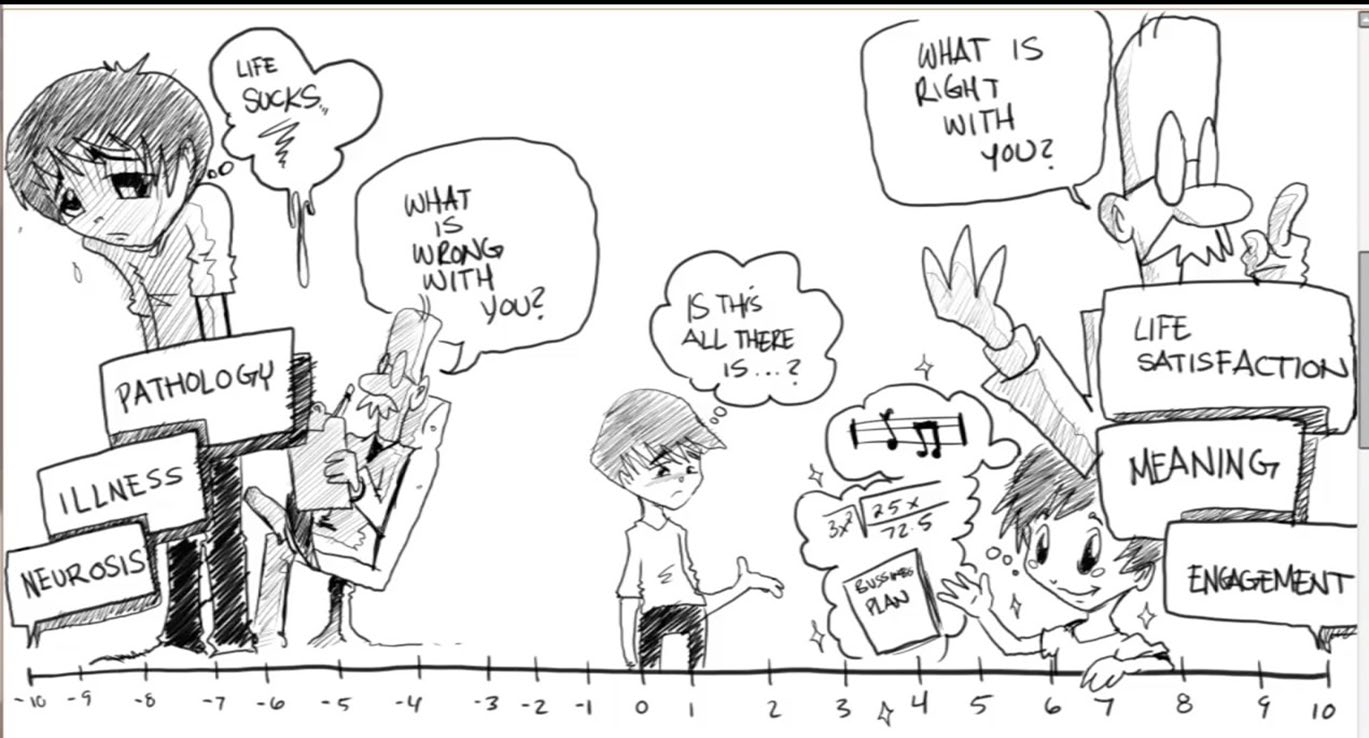 LIFE
SUCKS...
WHAT
IS
WRONG
WITH
YOU?
PATHOLOGY
ILLNESS
NEUROSIS
IS THIS
ALL THERE
IS...?
3x² 25x
72.5
BUSSINES
PLAN
WHAT IS
RIGHT
WITH
YOU?
LIFE
SATISFACTION
MEANING
ENGAGEMENT
-10 -9 -8 -7 -6 -5 -4 -3 -2 -1 0 1 2 3 4 5 6 7 8 9 10